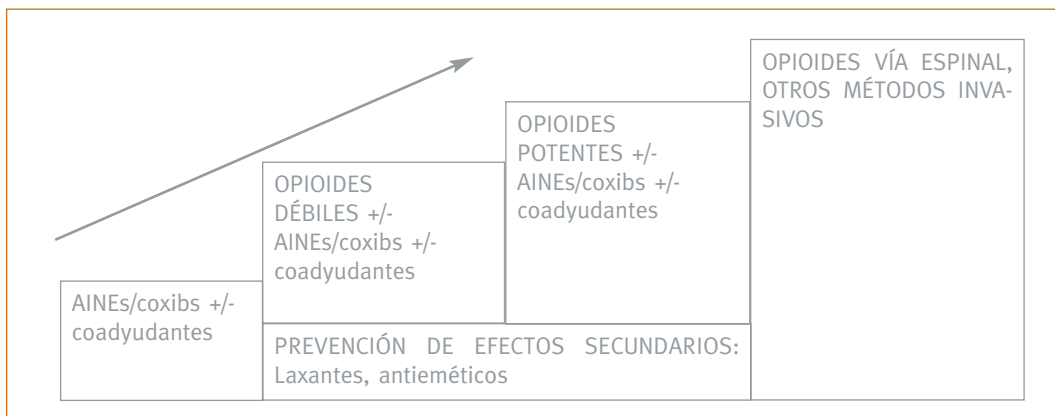 AINEs/coxibs +/-
coadyudantes
OPIOIDES
DÉBILES +/-
AINEs/coxibs +/-
coadyudantes
OPIOIDES
POTENTES +/-
AINEs/coxibs +/-
coadyudantes
PREVENCIÓN DE EFECTOS SECUNDARIOS:
Laxantes, antieméticos
OPIOIDES VÍA ESPINAL,
OTROS MÉTODOS INVA-
SIVOS